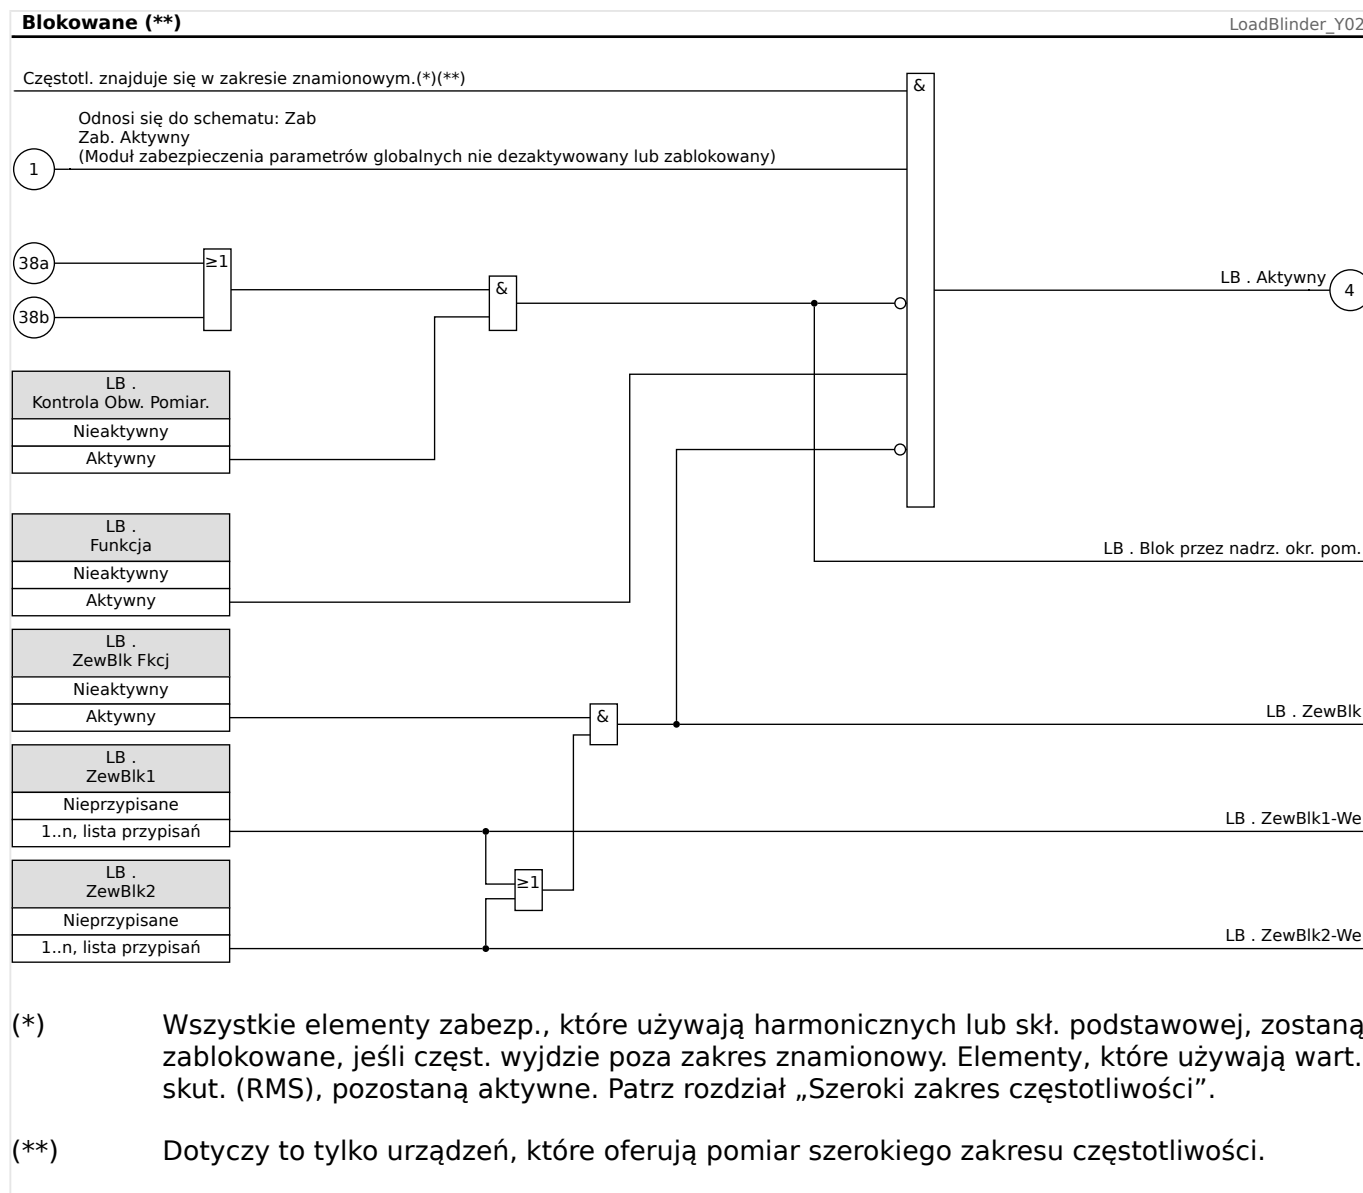 Blokowane (**)
LoadBlinder_Y02
Częstotl. znajduje się w zakresie znamionowym.(*)(**)
&
Odnosi się do schematu: Zab
Zab. Aktywny
(Moduł zabezpieczenia parametrów globalnych nie dezaktywowany lub zablokowany)
1
38a
≥1
38b
&
LB . Aktywny
4
LB .
Kontrola Obw. Pomiar.
Nieaktywny
Aktywny
LB .
Funkcja
Nieaktywny
Aktywny
LB . Blok przez nadrz. okr. pom.
LB .
ZewBlk Fkcj
Nieaktywny
Aktywny
&
LB . ZewBlk
LB .
ZewBlk1
Nieprzypisane
1..n, lista przypisań
LB . ZewBlk1-We
≥1
LB .
ZewBlk2
Nieprzypisane
1..n, lista przypisań
LB . ZewBlk2-We
(*) Wszystkie elementy zabezp., które używają harmonicznych lub skł. podstawowej, zostaną
zablokowane, jeśli częst. wyjdzie poza zakres znamionowy. Elementy, które używają wart.
skut. (RMS), pozostaną aktywne. Patrz rozdział „Szeroki zakres częstotliwości”.
(**) Dotyczy to tylko urządzeń, które oferują pomiar szerokiego zakresu częstotliwości.